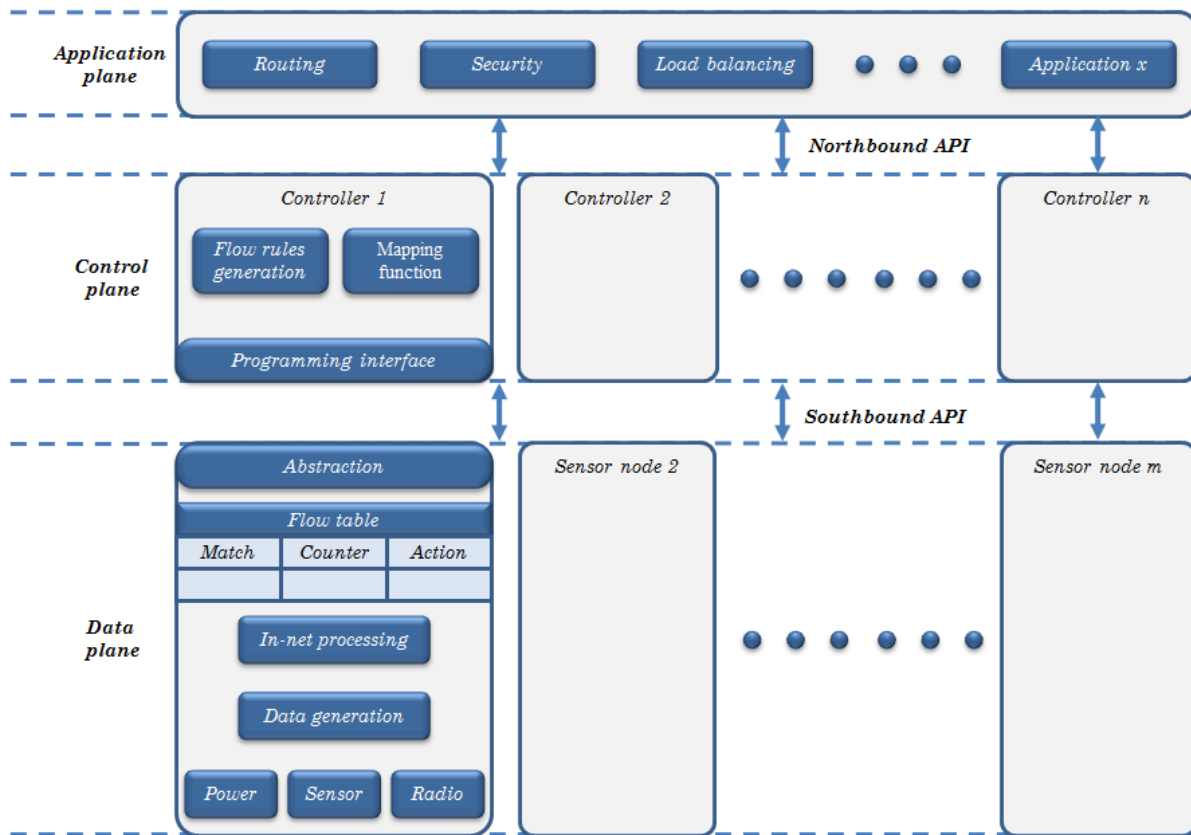 Application
plane
Routing
Security
Load balancing
Application x
Northbound API
Control
plane
Controller 1
Flow rules
generation
Mapping
function
Programming interface
Controller 2
Controller n
Southbound API
Data
plane
Abstraction
Flow table
Match
Counter
Action
In-net processing
Data generation
Power
Sensor
Radio
Sensor node 2
Sensor node m